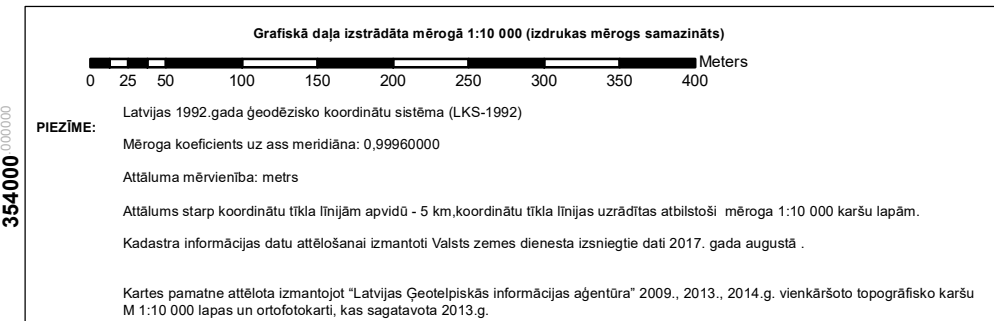 Grafiskā daļa izstrādāta mērogā 1:10 000 (izdrukas mērogs samazināts)
Meters
0 25 50 100 150 200 250 300 350 400
354000.000000
PIEZĪME:
Latvijas 1992.gada ģeodēzisko koordinātu sistēma (LKS-1992)
Mēroga koeficients uz ass meridiāna: 0,99960000
Attāluma mērvienība: metrs
Attālums starp koordinātu tīkla līnijām apvidū - 5 km,koordinātu tīkla līnijas uzrādītas atbilstoši mēroga 1:10 000 karšu lapām.
Kadastra informācijas datu attēlošanai izmantoti Valsts zemes dienesta izsniegtie dati 2017. gada augustā .
Kartes pamatne attēlota izmantojot “Latvijas Ģeotelpiskās informācijas aģentūra” 2009., 2013., 2014.g. vienkāršoto topogrāfisko karšu
M 1:10 000 lapas un ortofotokarti, kas sagatavota 2013.g.